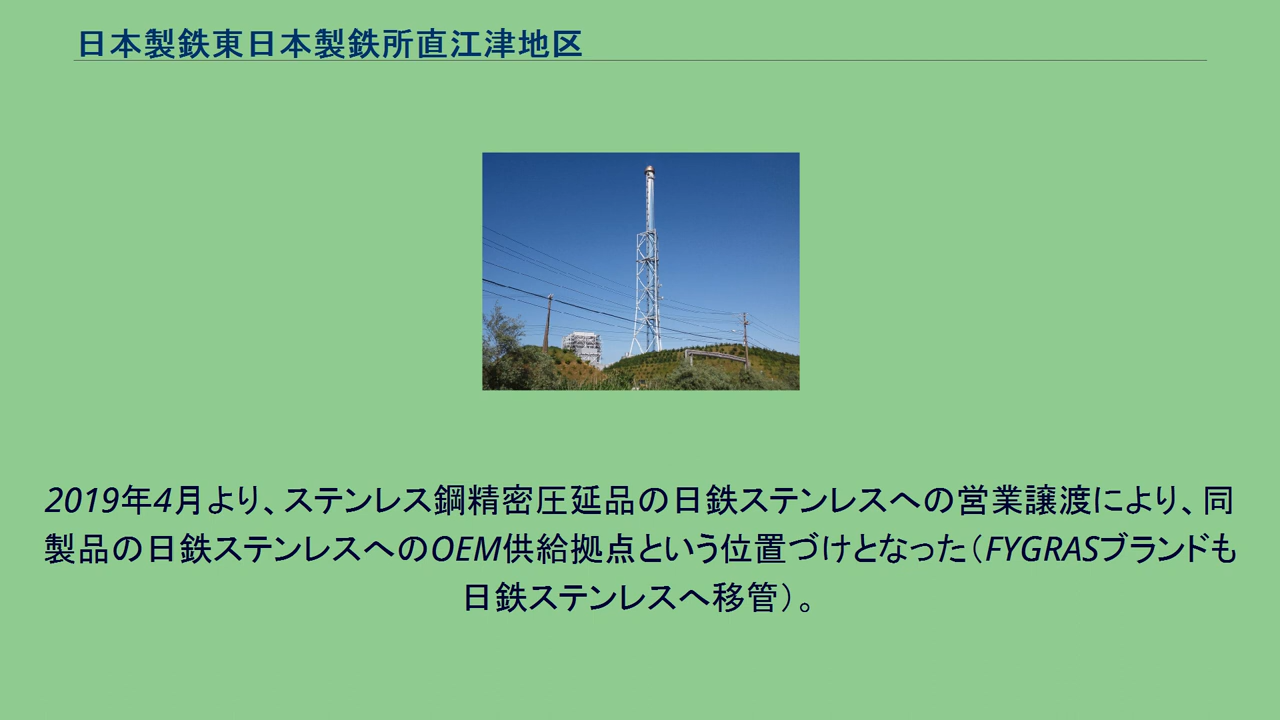 日本製鉄東日本製鉄所直江津地区
2019年4月より、ステンレス鋼精密圧延品の日鉄ステンレスへの営業譲渡により、同
製品の日鉄ステンレスへのOEM供給拠点という位置づけとなった（FYGRASブランドも
日鉄ステンレスへ移管）。